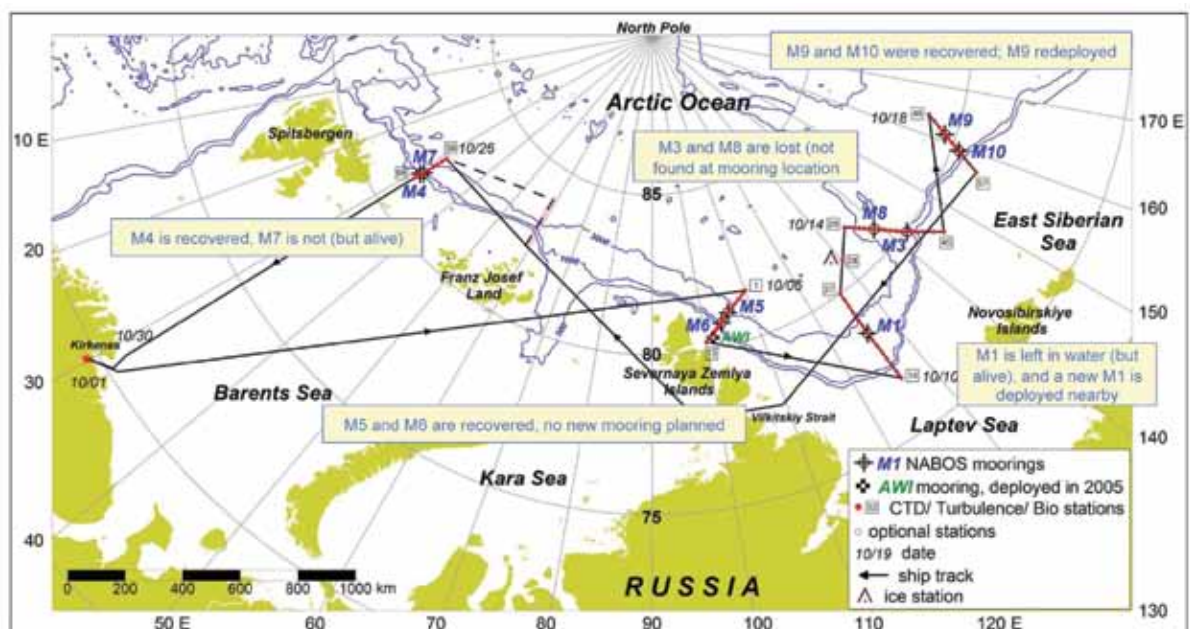 North Pole
M9 and M10 were recovered; M9 redeployed
Arctic Ocean
10 E
Spitsbergen
10/18
M9
170 E
M7
10/25
M10
M3 and M8 are lost (not
found at mooring location
M4
85
M4 is recovered, M7 is not (but alive)
10/14
M8
M3
160
East Siberian
Sea
20
Franz Josef
Land
3000
1000
1
10/06
M5
M6
AWI
M1
150
Novosibirskiye
Islands
10/30
Kirkenes
10/01
80
Severnaya Zemlya
Islands
10/10
M1 is left in water (but
alive), and a new M1 is
deployed nearby
30
Barents Sea
M5 and M6 are recovered, no new mooring planned
Vilkitskiy Strait
Laptev Sea
140
Kara Sea
75
M1 NABOS moorings
AWI mooring, deployed in 2005
CTD/ Turbulence/ Bio stations
optional stations
10/19 date
ship track
ice station
40
0 200 400 600 800 1000 km
RUSSIA
130
50 E
60
70
80
90
100
110
120 E